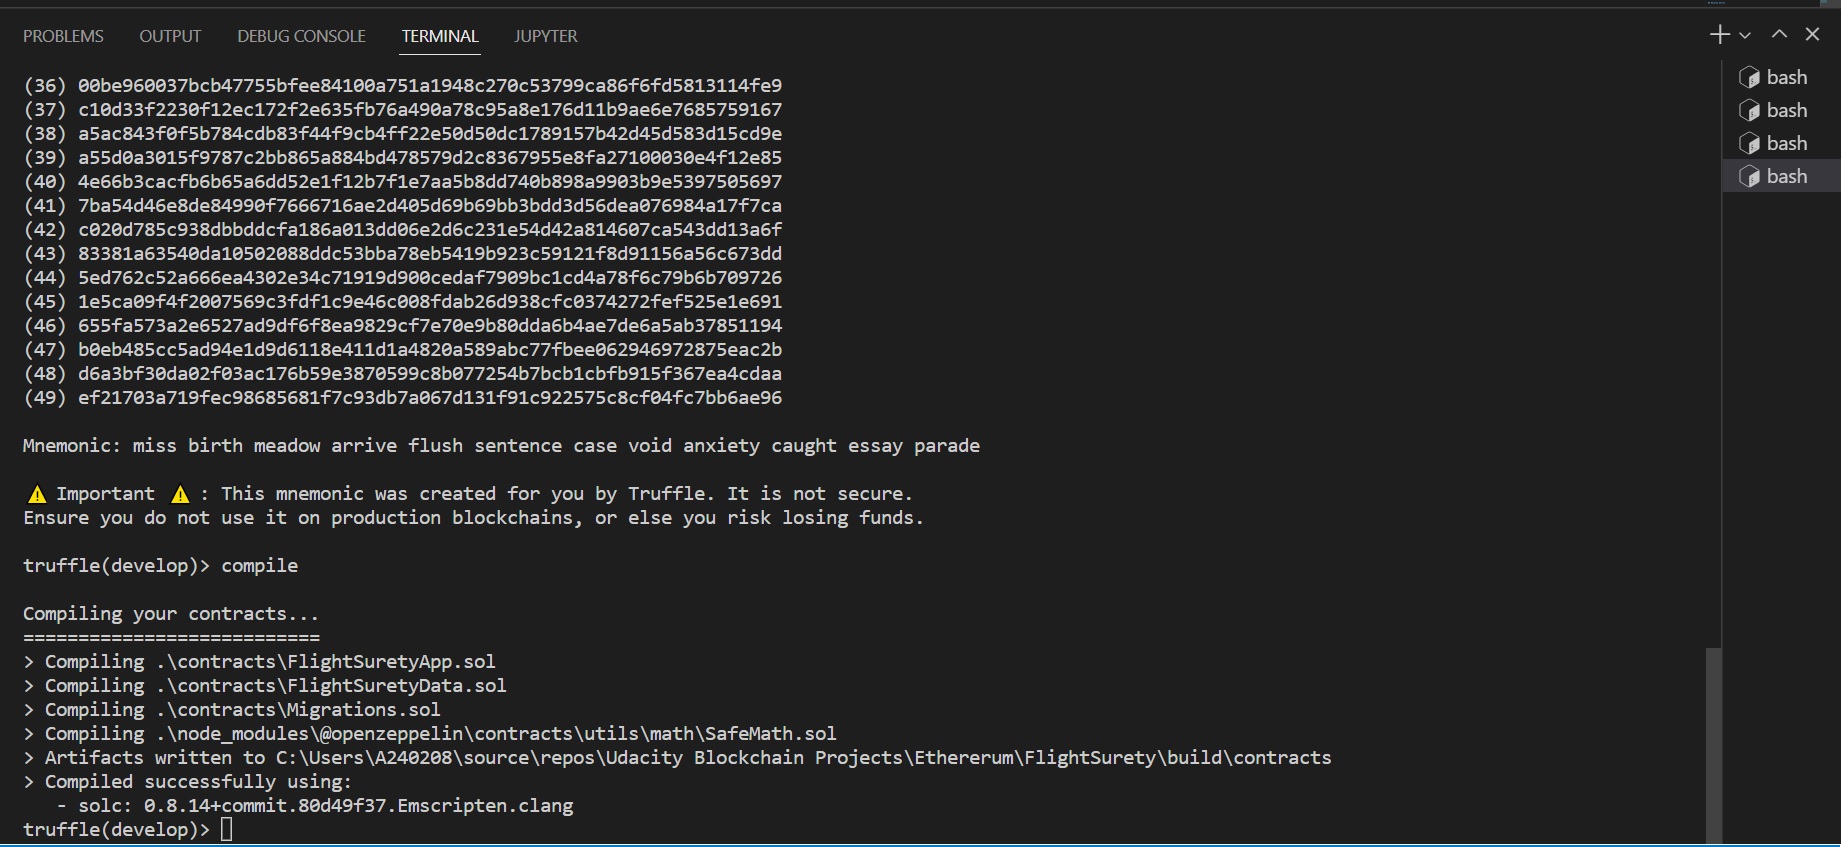 PROBLEMS OUTPUT DEBUG CONSOLE TERMINAL JUPYTER
(36) 00be960037bcb47755bfee84100a751a1948c270c53799ca86f6fd5813114fe9
(37) c10d33f2230f12ec172f2e635fb76a490a78c95a8e176d11b9ae6e7685759167
(38) a5ac843f0f5b784cdb83f44f9cb4ff22e50d50dc1789157b42d45d583d15cd9e
(39) a55d0a3015f9787c2bb865a884bd478579d2c8367955e8fa27100030e4f12e85
(40) 4e66b3cacfb6b65a6dd52e1f12b7f1e7aa5b8dd740b898a9903b9e5397505697
(41) 7ba54d46e8de84990f7666716ae2d405d69b69bb3bdd3d56dea076984a17f7ca
(42) c020d785c938dbbddcfa186a013dd06e2d6c231e54d42a814607ca543dd13a6f
(43) 83381a63540da10502088ddc53bba78eb5419b923c59121f8d91156a56c673dd
(44) 5ed762c52a666ea4302e34c71919d900cedaf7909bc1cd4a78f6c79b6b709726
(45) 1e5ca09f4f2007569c3fdf1c9e46c008fdab26d938cfc0374272fef525e1e691
(46) 655fa573a2e6527ad9df6f8ea9829cf7e70e9b80dda6b4ae7de6a5ab37851194
(47) b0eb485cc5ad94e1d9d6118e411d1a4820a589abc77fbee062946972875eac2b
(48) d6a3bf30da02f03ac176b59e3870599c8b077254b7bcb1cbfb915f367ea4cdaa
(49) ef21703a719fec98685681f7c93db7a067d131f91c922575c8cf04fc7bb6ae96
Mnemonic: miss birth meadow arrive flush sentence case void anxiety caught essay parade
⚠️ Important ⚠️ : This mnemonic was created for you by Truffle. It is not secure.
Ensure you do not use it on production blockchains, or else you risk losing funds.
truffle(develop)> compile
Compiling your contracts...
===========================
> Compiling .\contracts\FlightSuretyApp.sol
> Compiling .\contracts\FlightSuretyData.sol
> Compiling .\contracts\Migrations.sol
> Compiling .\node_modules\@openzeppelin\contracts\utils\math\SafeMath.sol
> Artifacts written to C:\Users\A240208\source\repos\Udacity Blockchain Projects\Ethererum\FlightSurety\build\contracts
> Compiled successfully using:
- solc: 0.8.14+commit.80d49f37.Emscripten.clang
truffle(develop)>
bash
bash
bash
bash